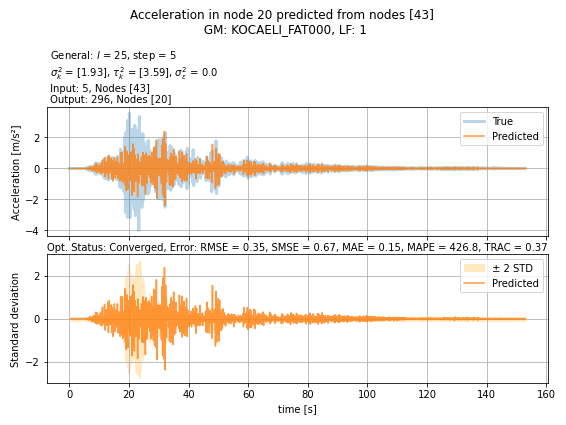 Acceleration in node 20 predicted from nodes [43]
GM: KOCAELI_FAT000, LF: 1
General: l = 25, step = 5
σ²ₖ = [1.93], τ²ₖ = [3.59], σ²ε = 0.0
Input: 5, Nodes [43]
Output: 296, Nodes [20]
True
Predicted
2
0
−2
−4
Acceleration [m/s²]
Opt. Status: Converged, Error: RMSE = 0.35, SMSE = 0.67, MAE = 0.15, MAPE = 426.8, TRAC = 0.37
± 2 STD
Predicted
2
0
−2
Standard deviation
0 20 40 60 80 100 120 140 160
time [s]